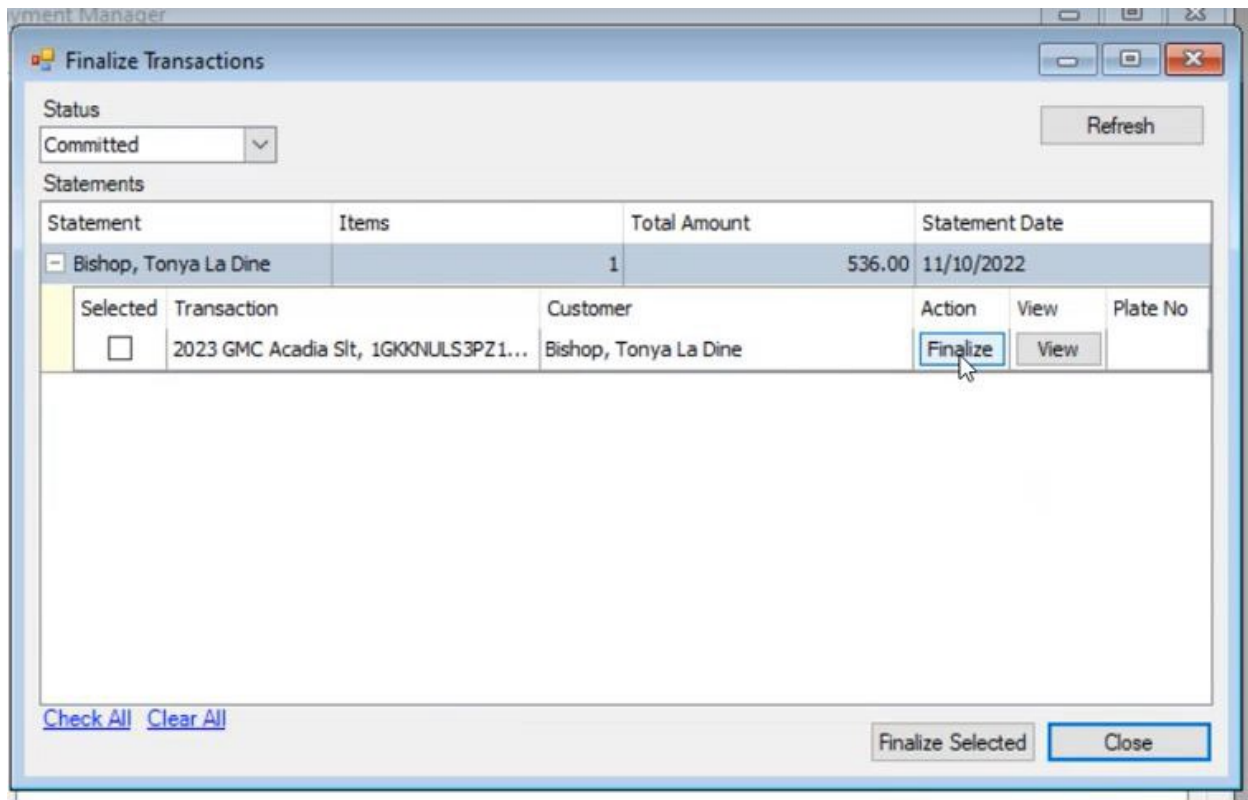 yment Manager
Finalize Transactions
Status
Refresh
Committed
Statements
Statement Items Total Amount Statement Date
Bishop, Tonya La Dine 1 536.00 11/10/2022
Selected Transaction Customer Action View Plate No
2023 GMC Acadia Slt, 1GKKNULS3PZ1... Bishop, Tonya La Dine Finalize View
Check All Clear All
Finalize Selected Close